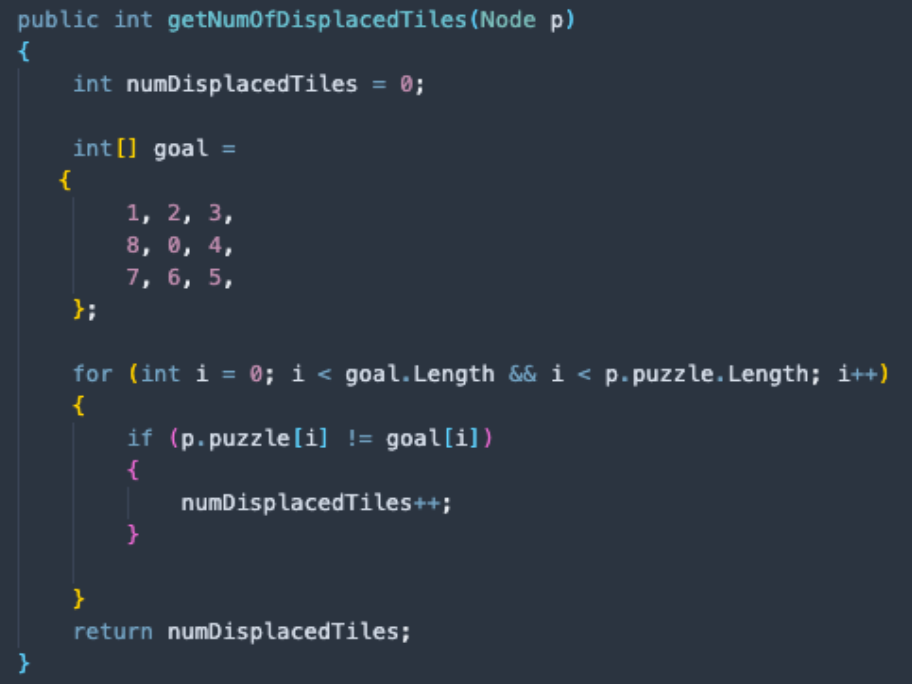 public int getNumOfDisplacedTiles(Node p)
{
    int numDisplacedTiles = 0;

    int[] goal =
   {
        1, 2, 3,
        8, 0, 4,
        7, 6, 5,
    };

    for (int i = 0; i < goal.Length && i < p.puzzle.Length; i++)
    {
        if (p.puzzle[i] != goal[i])
        {
            numDisplacedTiles++;
        }

    }
    return numDisplacedTiles;
}